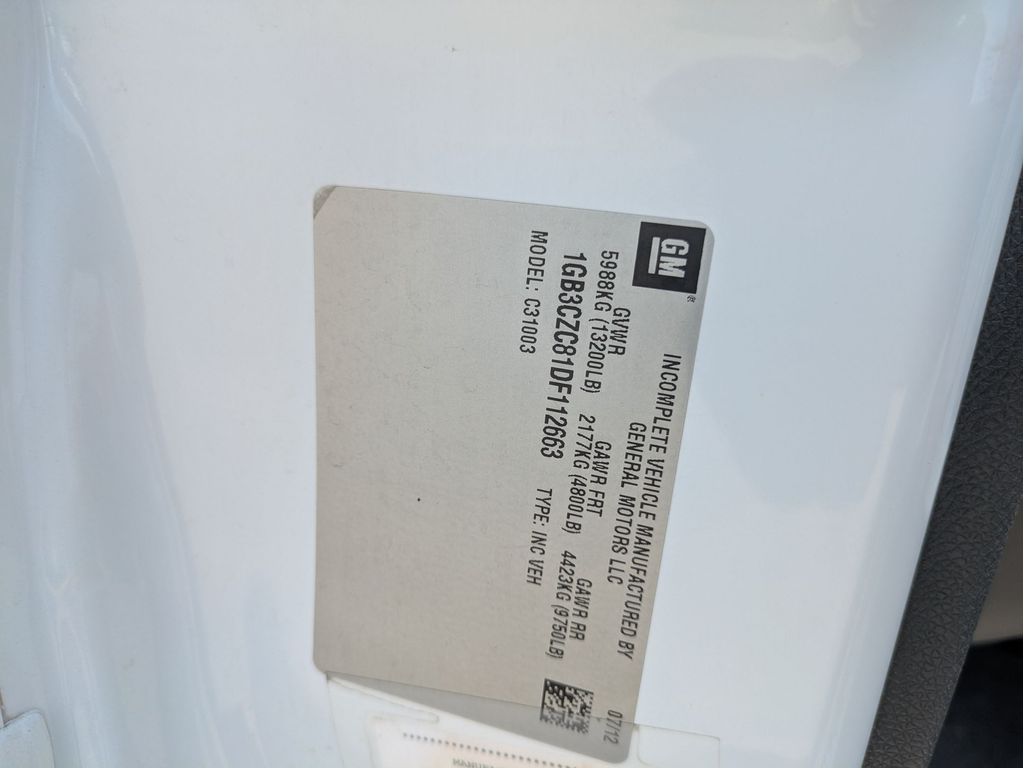 GM®
INCOMPLETE VEHICLE MANUFACTURED BY
GENERAL MOTORS LLC
07/12
GVWR GAWR FRT GAWR RR
5988KG (13200LB) 2177KG (4800LB) 4423KG (9750LB)
1GB3CZC81DF112663
MODEL: C31003 TYPE: INC VEH